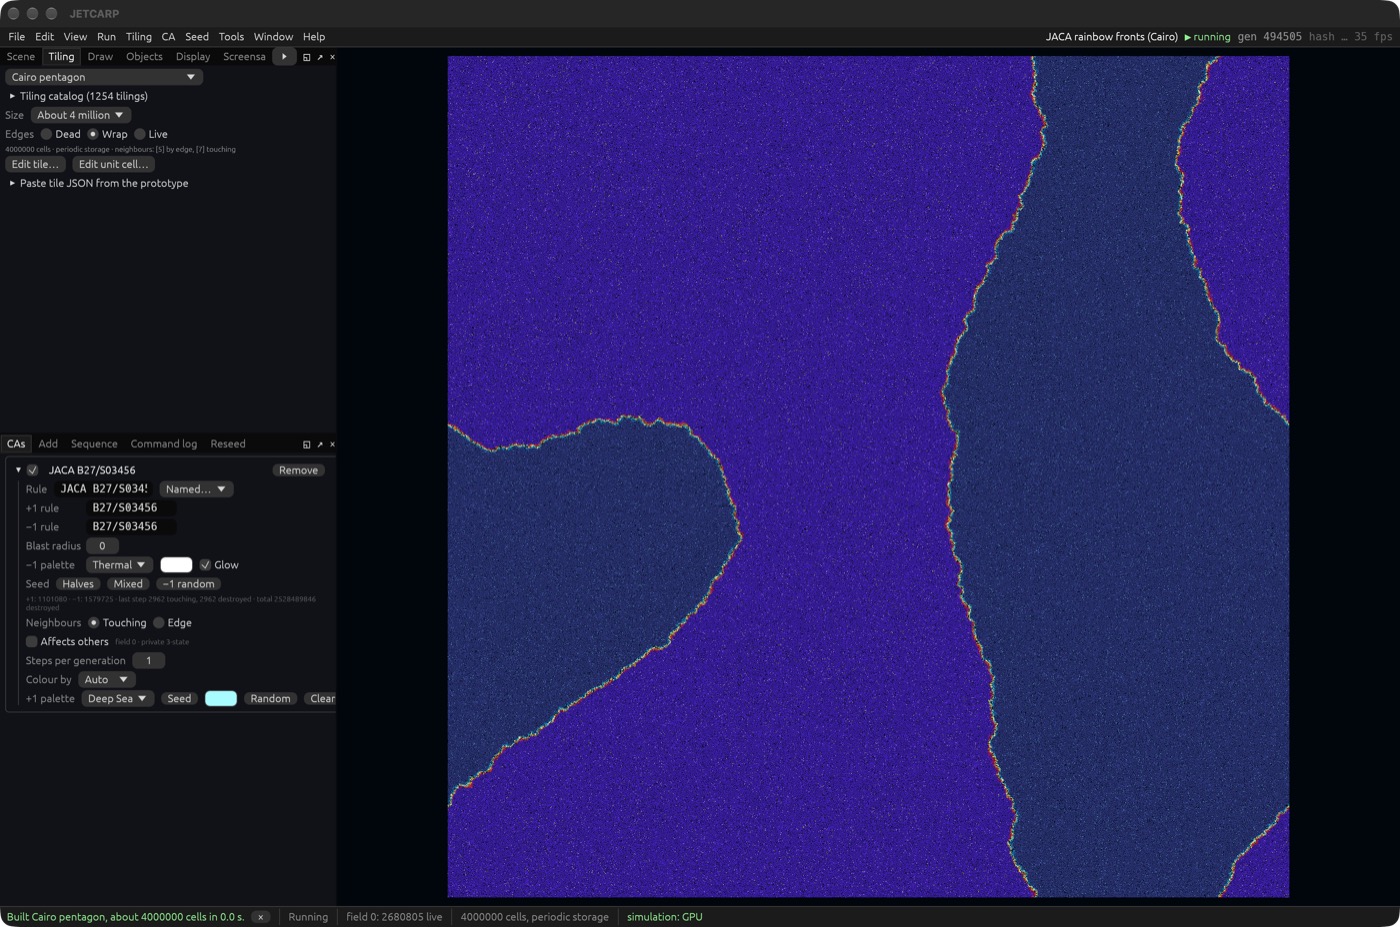 JETCARP
File Edit View Run Tiling CA Seed Tools Window Help
JACA rainbow fronts (Cairo) ▶ running gen 494505 hash … 35 fps
Scene Tiling Draw Objects Display Screensa
Cairo pentagon
Tiling catalog (1254 tilings)
Size About 4 million
Edges Dead Wrap Live
4000000 cells · periodic storage · neighbours: [5] by edge, [7] touching
Edit tile… Edit unit cell…
Paste tile JSON from the prototype
CAs Add Sequence Command log Reseed
JACA B27/S03456 Remove
Rule JACA B27/S034 Named…
+1 rule B27/S03456
−1 rule B27/S03456
Blast radius 0
−1 palette Thermal Glow
Seed Halves Mixed −1 random
+1: 1101080 · −1: 1579725 · last step 2962 touching, 2962 destroyed · total 2528489846
destroyed
Neighbours Touching Edge
Affects others field 0 · private 3-state
Steps per generation 1
Colour by Auto
+1 palette Deep Sea Seed Random Clear
Built Cairo pentagon, about 4000000 cells in 0.0 s. × Running field 0: 2680805 live 4000000 cells, periodic storage simulation: GPU